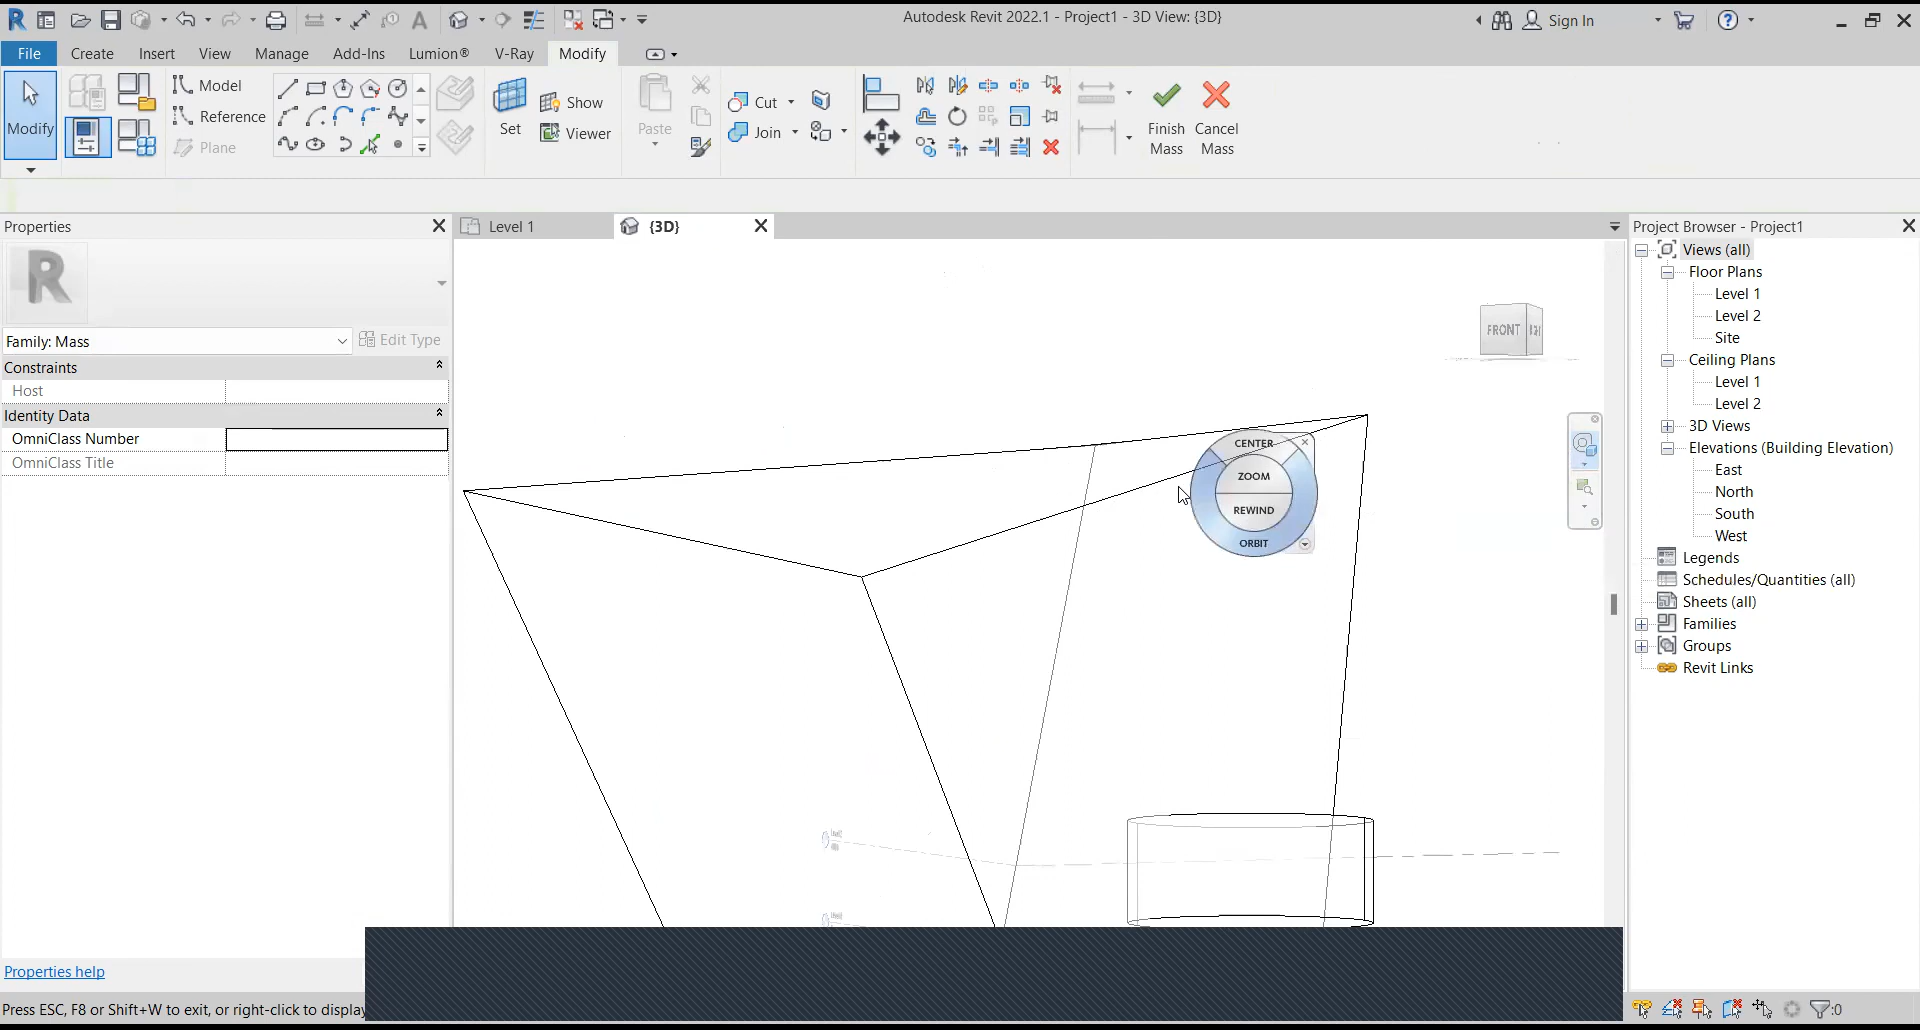 Autodesk Revit 2022.1 - Project1 - 3D View: {3D}
Sign In
File Create Insert View Manage Add-Ins Lumion® V-Ray Modify
Modify
Model
Reference
Plane
Set
Show
Viewer
Paste
Cut
Join
Finish
Mass
Cancel
Mass
Properties
Level 1
{3D}
Project Browser - Project1
R
Family: Mass
Edit Type
Constraints
Host
Identity Data
OmniClass Number
OmniClass Title
FRONT
CENTER
ZOOM
REWIND
ORBIT
Views (all)
Floor Plans
Level 1
Level 2
Site
Ceiling Plans
Level 1
Level 2
3D Views
Elevations (Building Elevation)
East
North
South
West
Legends
Schedules/Quantities (all)
Sheets (all)
Families
Groups
Revit Links
Properties help
Press ESC, F8 or Shift+W to exit, or right-click to display
:0